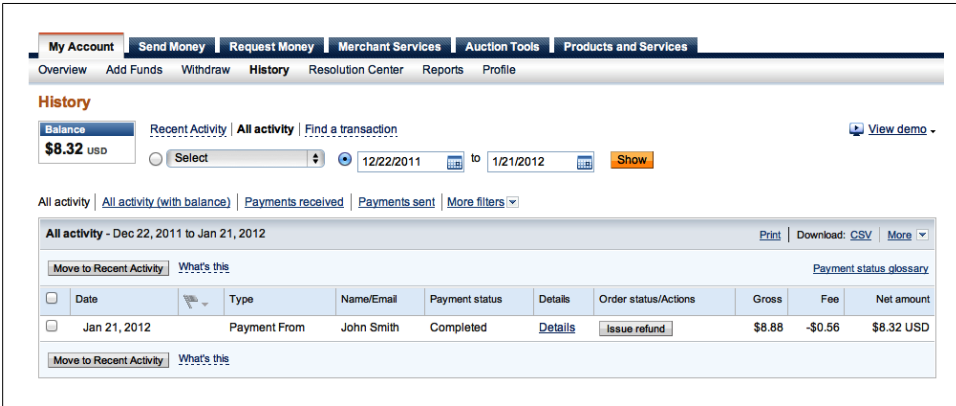 My Account Send Money Request Money Merchant Services Auction Tools Products and Services
Overview Add Funds Withdraw History Resolution Center Reports Profile
History
Balance
$8.32 USD
Recent Activity All activity Find a transaction
View demo
Select 12/22/2011 to 1/21/2012 Show
All activity All activity (with balance) Payments received Payments sent More filters
All activity - Dec 22, 2011 to Jan 21, 2012 Print Download: CSV More
Move to Recent Activity What's this Payment status glossary
Date Type Name/Email Payment status Details Order status/Actions Gross Fee Net amount
Jan 21, 2012 Payment From John Smith Completed Details Issue refund $8.88 -$0.56 $8.32 USD
Move to Recent Activity What's this